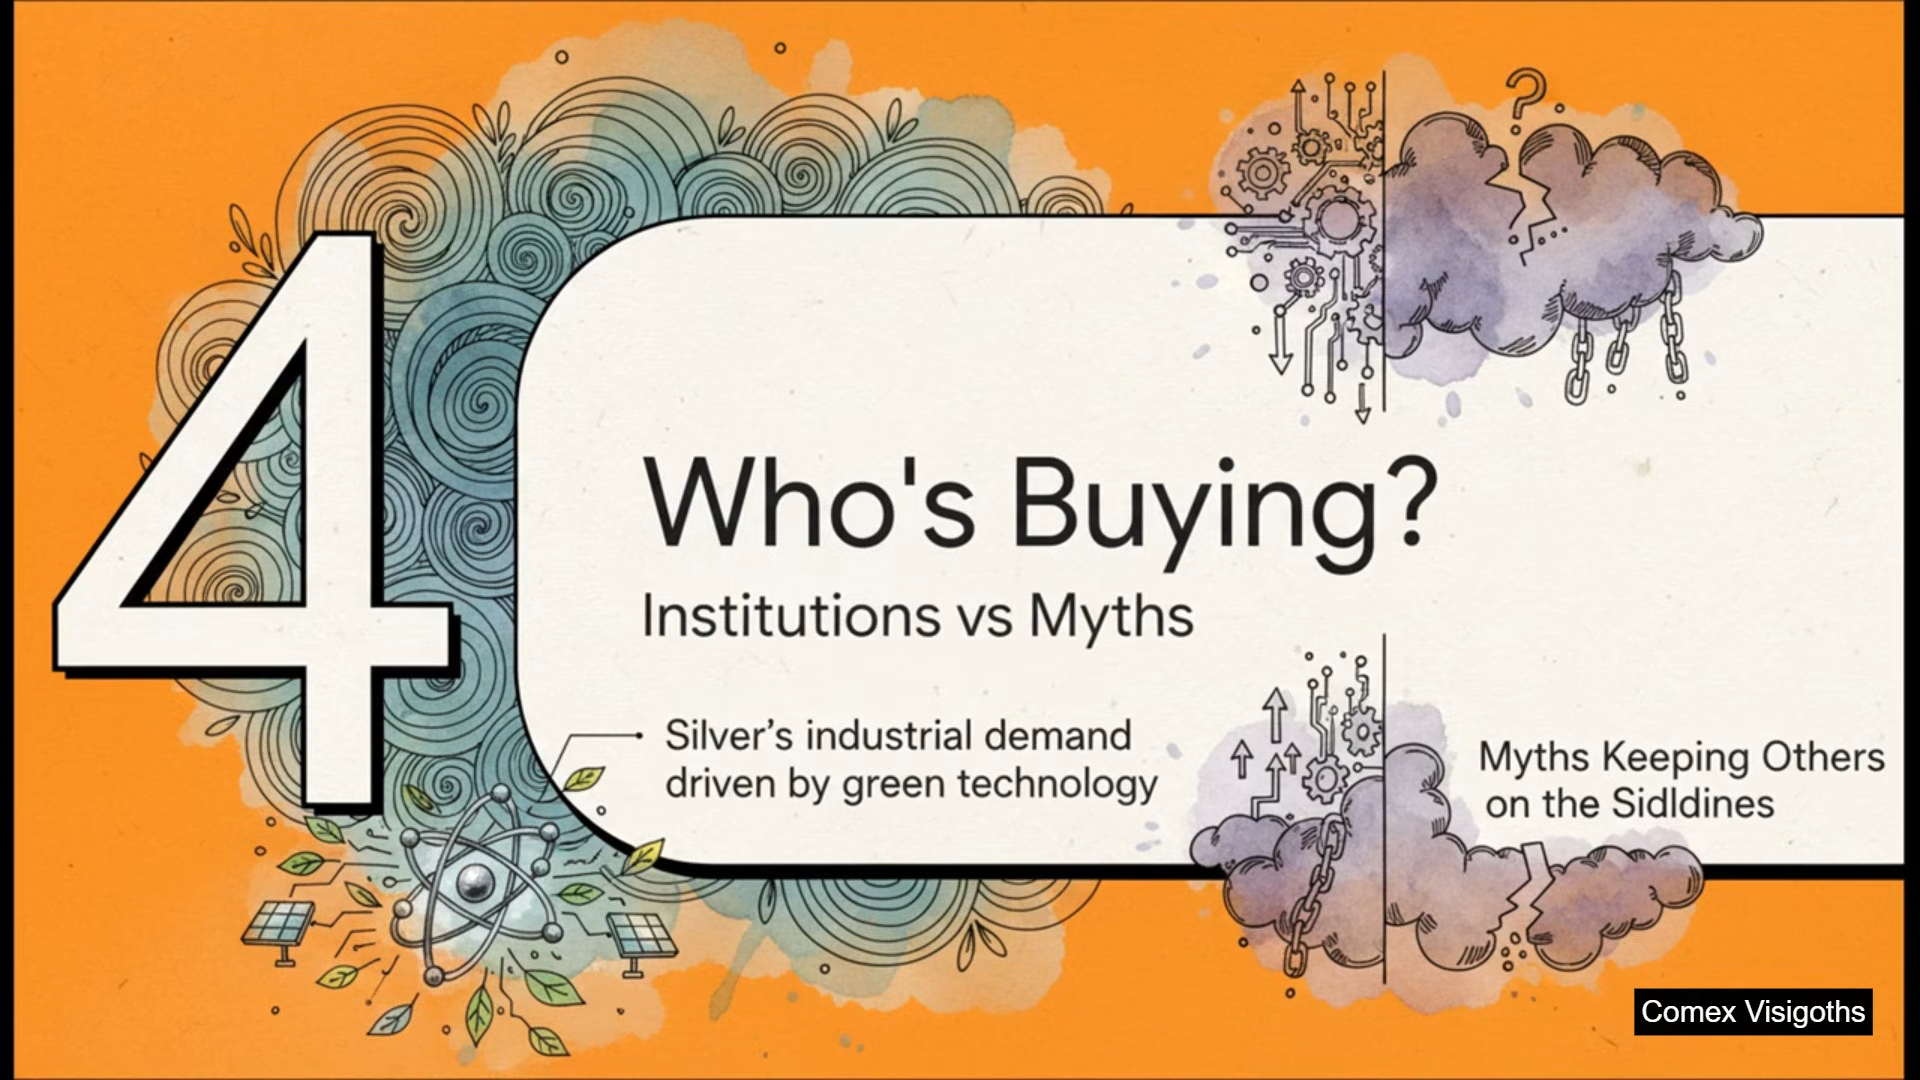 4
Who's Buying?
Institutions vs Myths
Silver's industrial demand
driven by green technology
Myths Keeping Others
on the Sidldines
?
Comex Visigoths